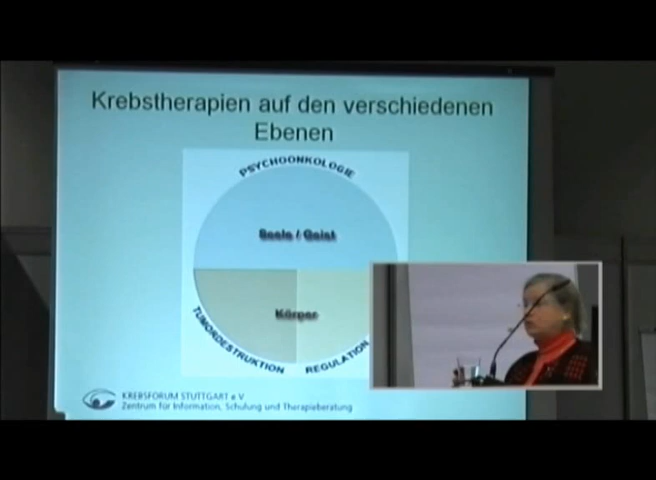 Krebstherapien auf den verschiedenen
Ebenen
PSYCHOONKOLOGIE
Seele / Geist
Körper
TUMORDESTRUKTION
REGULATION
KREBSFORUM STUTTGART e V
Zentrum für Information, Schulung und Therapieberatung